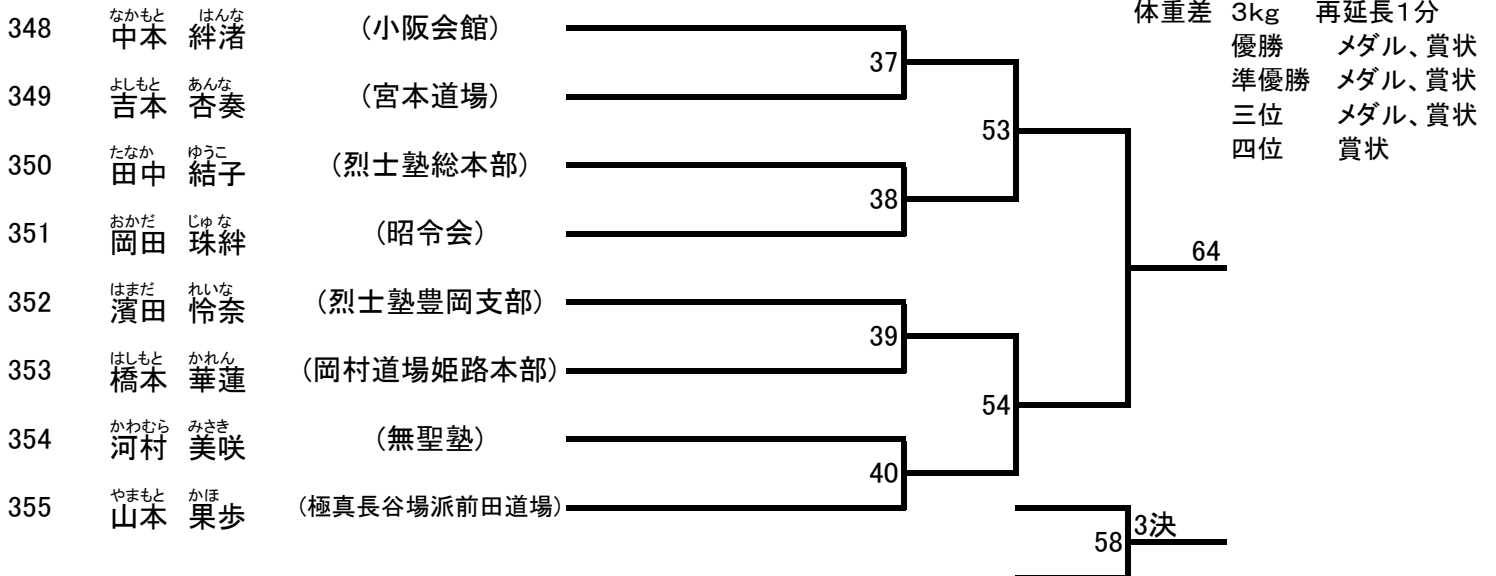 体重差 3kg 再延長1分
優勝 メダル、賞状
準優勝 メダル、賞状
三位 メダル、賞状
四位 賞状
なかもと はんな
348 中本 絆渚 (小阪会館)
37
よしもと あんな
349 吉本 杏奏 (宮本道場)
53
たなか ゆうこ
350 田中 結子 (烈士塾総本部)
38
おかだ じゅな
351 岡田 珠絆 (昭令会)
64
はまだ れいな
352 濱田 怜奈 (烈士塾豊岡支部)
39
はしもと かれん
353 橋本 華蓮 (岡村道場姫路本部)
54
かわむら みさき
354 河村 美咲 (無聖塾)
40
やまもと かほ
355 山本 果歩 (極真長谷場派前田道場)
3決
58